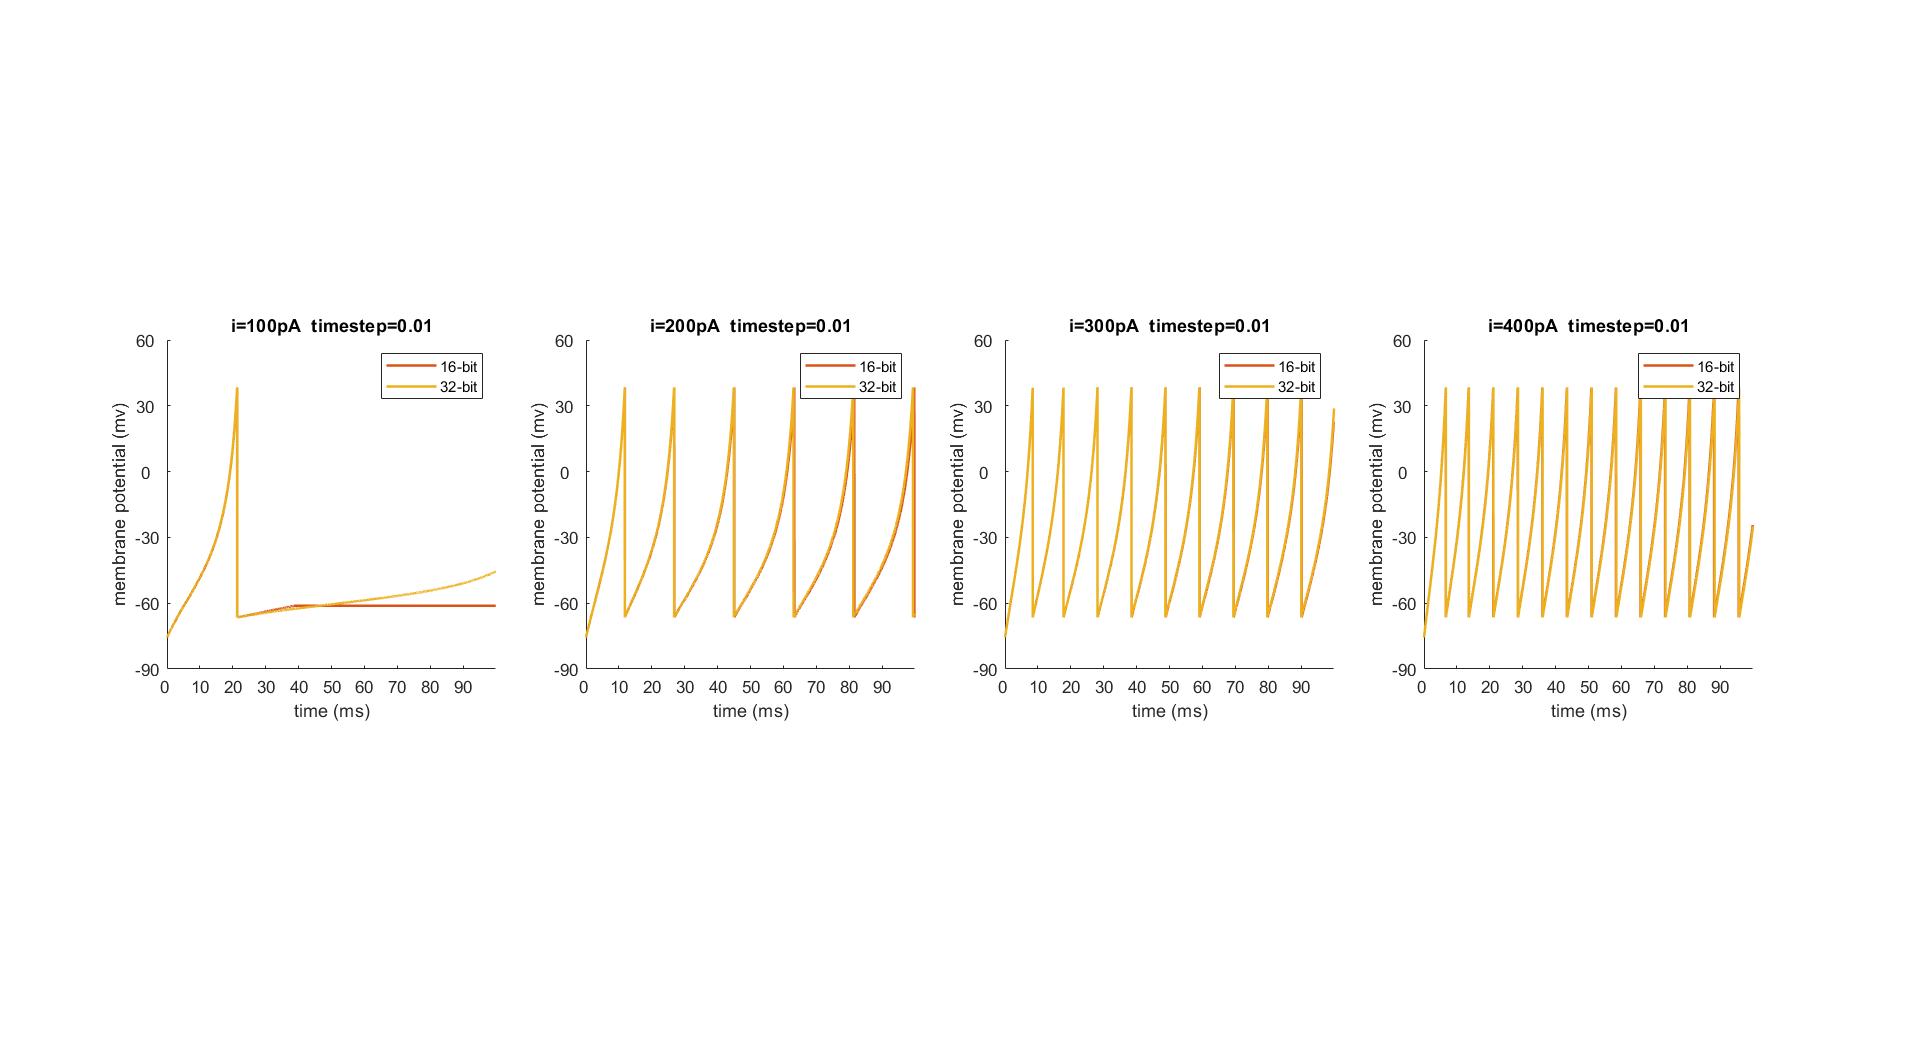 i=100pA  timestep=0.01
60
30
0
-30
-60
-90
membrane potential (mv)
16-bit
32-bit
0 10 20 30 40 50 60 70 80 90
time (ms)
i=200pA  timestep=0.01
60
30
0
-30
-60
-90
membrane potential (mv)
16-bit
32-bit
0 10 20 30 40 50 60 70 80 90
time (ms)
i=300pA  timestep=0.01
60
30
0
-30
-60
-90
membrane potential (mv)
16-bit
32-bit
0 10 20 30 40 50 60 70 80 90
time (ms)
i=400pA  timestep=0.01
60
30
0
-30
-60
-90
membrane potential (mv)
16-bit
32-bit
0 10 20 30 40 50 60 70 80 90
time (ms)